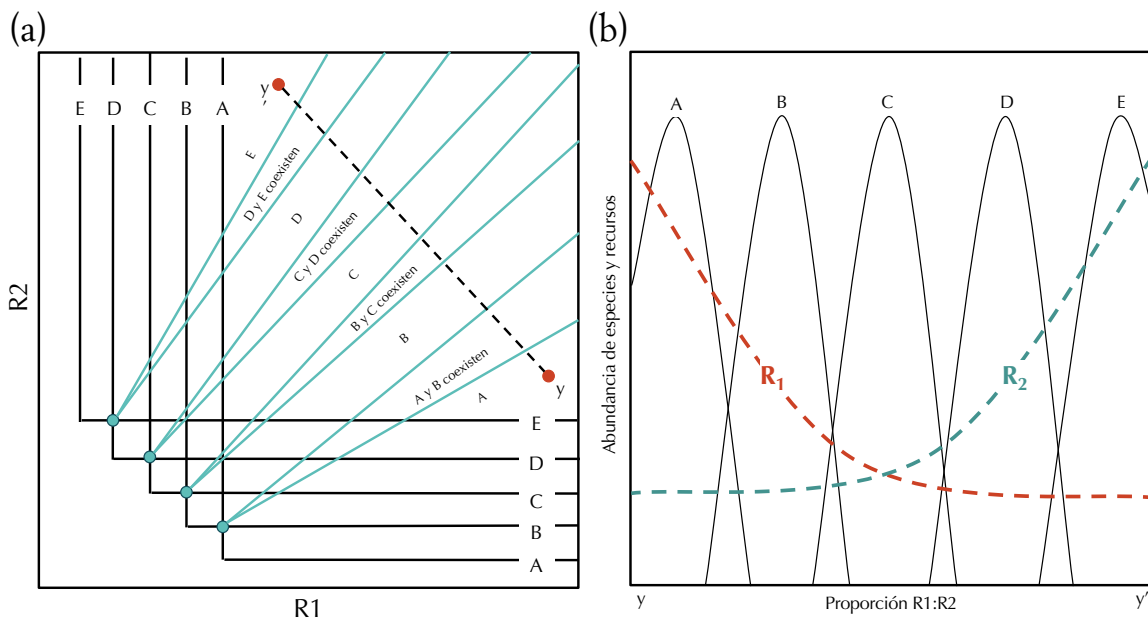 (a)
E D C B A
y
´
E
D y E coexisten
D
C y D coexisten
C
B y C coexisten
B
A y B coexisten
A
y
E
D
C
B
A
R2
R1
(b)
A B C D E
R1
R2
Abundancia de especies y recursos
y
Proporción R1:R2
y´